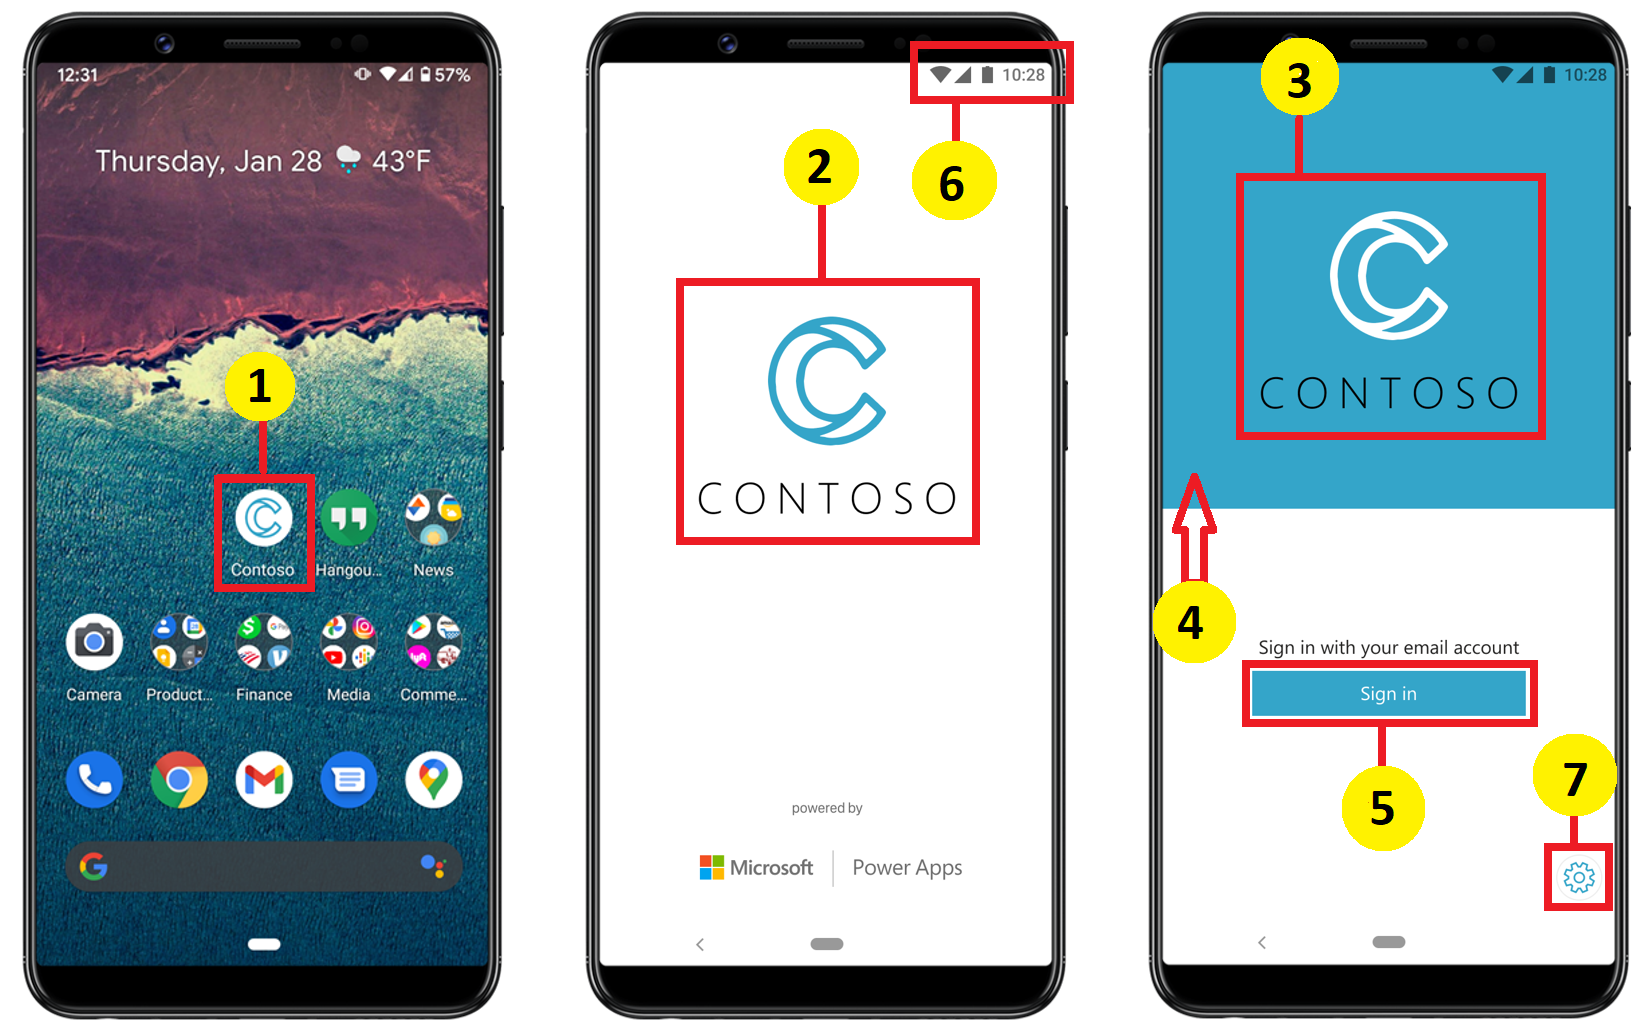 12:31
57%
Thursday, Jan 28
43°F
1
Contoso
Hangou...
News
Camera
Product...
Finance
Media
Comme...
10:28
6
2
CONTOSO
powered by
Microsoft
Power Apps
10:28
3
CONTOSO
4
Sign in with your email account
Sign in
5
7